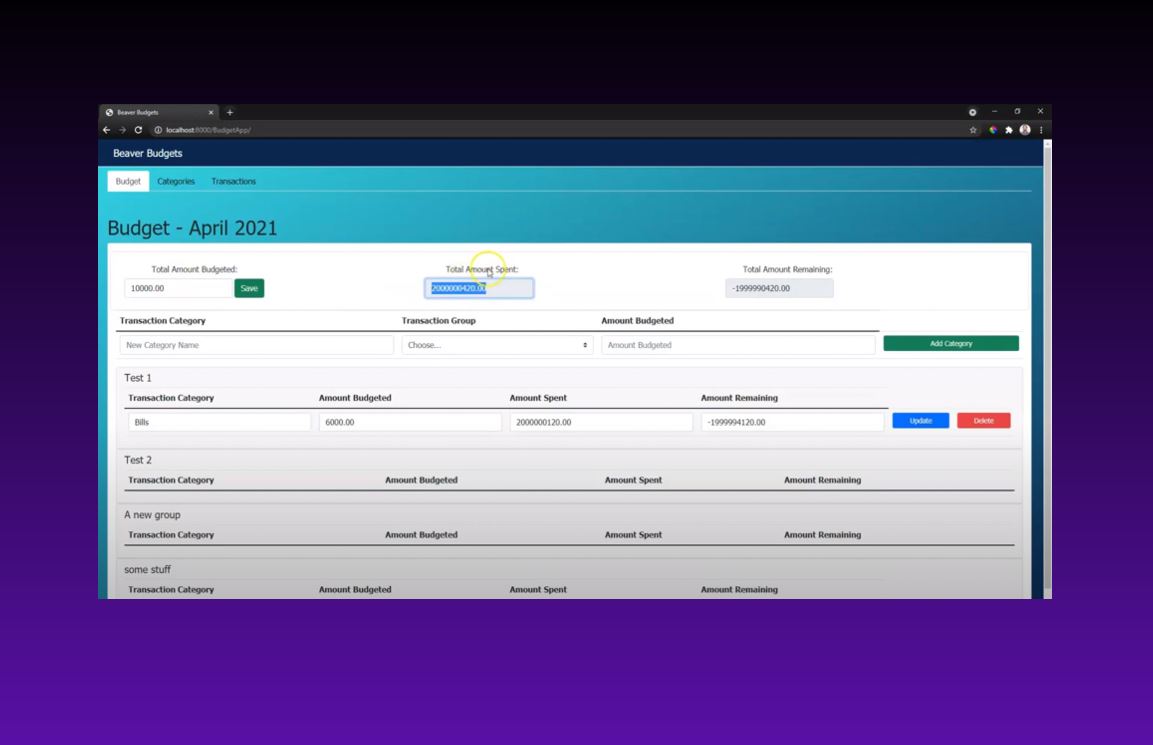 Beaver Budgets
localhost:8000/BudgetApp/
Beaver Budgets
Budget Categories Transactions
Budget - April 2021
Total Amount Budgeted: Total Amount Spent: Total Amount Remaining:
10000.00 Save 2000000420.00 -1999990420.00
Transaction Category Transaction Group Amount Budgeted
New Category Name Choose... Amount Budgeted Add Category
Test 1
Transaction Category Amount Budgeted Amount Spent Amount Remaining
Bills 6000.00 2000000120.00 -1999994120.00 Update Delete
Test 2
Transaction Category Amount Budgeted Amount Spent Amount Remaining
A new group
Transaction Category Amount Budgeted Amount Spent Amount Remaining
some stuff
Transaction Category Amount Budgeted Amount Spent Amount Remaining